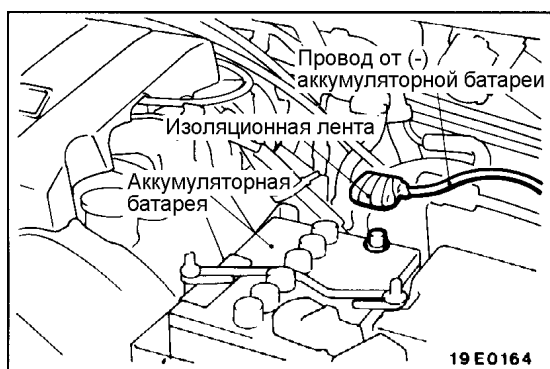 Провод от (-)
аккумуляторной батареи
Изоляционная лента
Аккумуляторная
батарея
19E0164